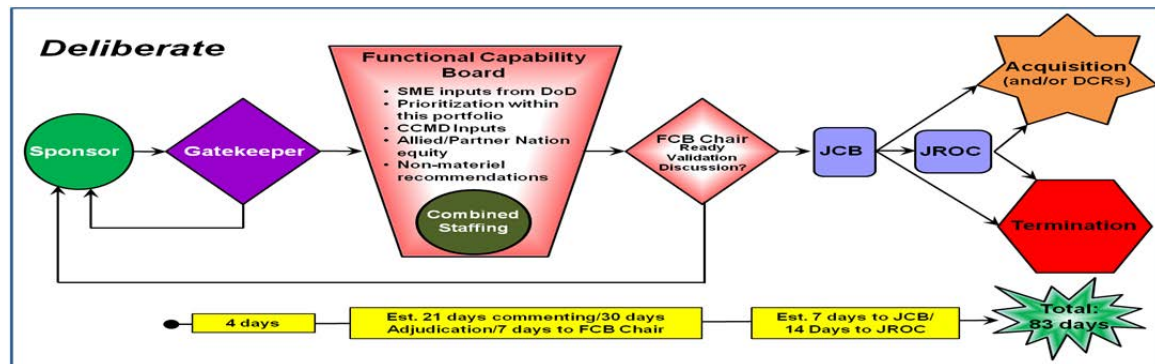 Deliberate
Sponsor
Gatekeeper
Functional Capability
Board
• SME inputs from DoD
• Prioritization within
this portfolio
• CCMD Inputs
• Allied/Partner Nation
equity
• Non-materiel
recommendations
Combined
Staffing
FCB Chair
Ready
Validation
Discussion?
JCB
JROC
Acquisition
(and/or DCRs)
Termination
4 days
Est. 21 days commenting/30 days
Adjudication/7 days to FCB Chair
Est. 7 days to JCB/
14 Days to JROC
Total:
83 days